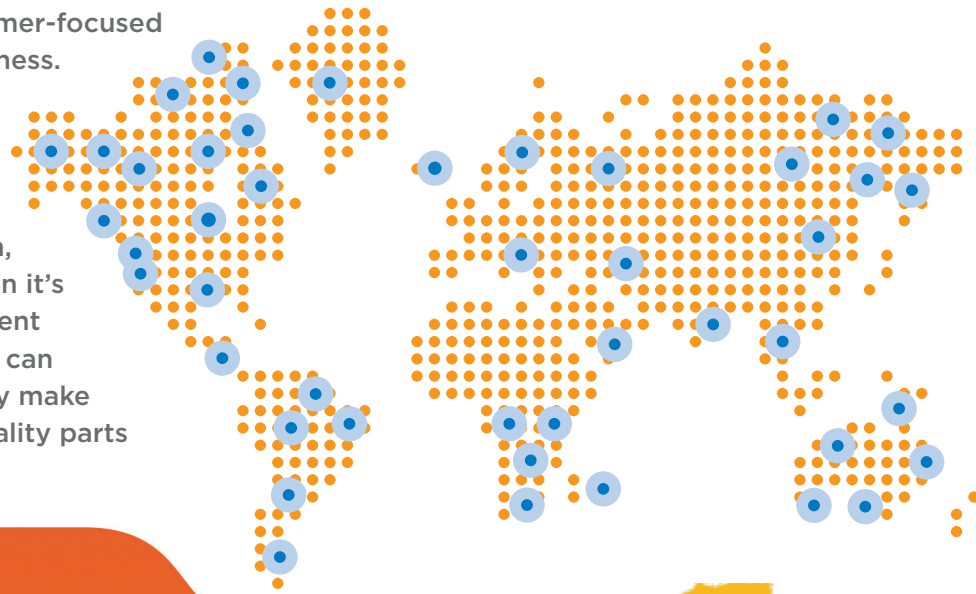 mer-focused
ness.
,
n it's
ent
can
y make
ality parts